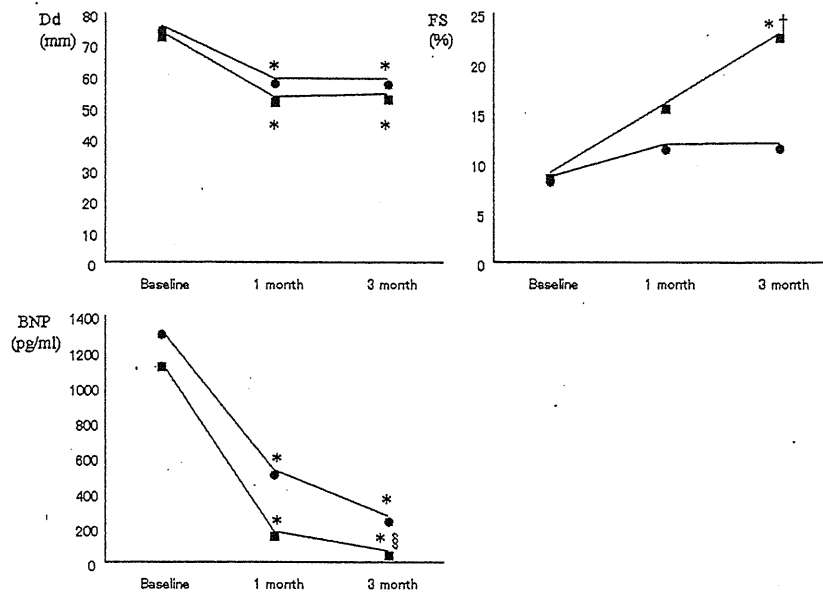 Dd
(mm)
80
70
60
50
40
30
20
10
0
*
*
*
*
Baseline
1 month
3 month
FS
(%)
25
20
15
10
5
0
*†
Baseline
1 month
3 month
BNP
(pg/ml)
1400
1200
1000
800
600
400
200
0
*
*
*
*§
Baseline
1 month
3 month